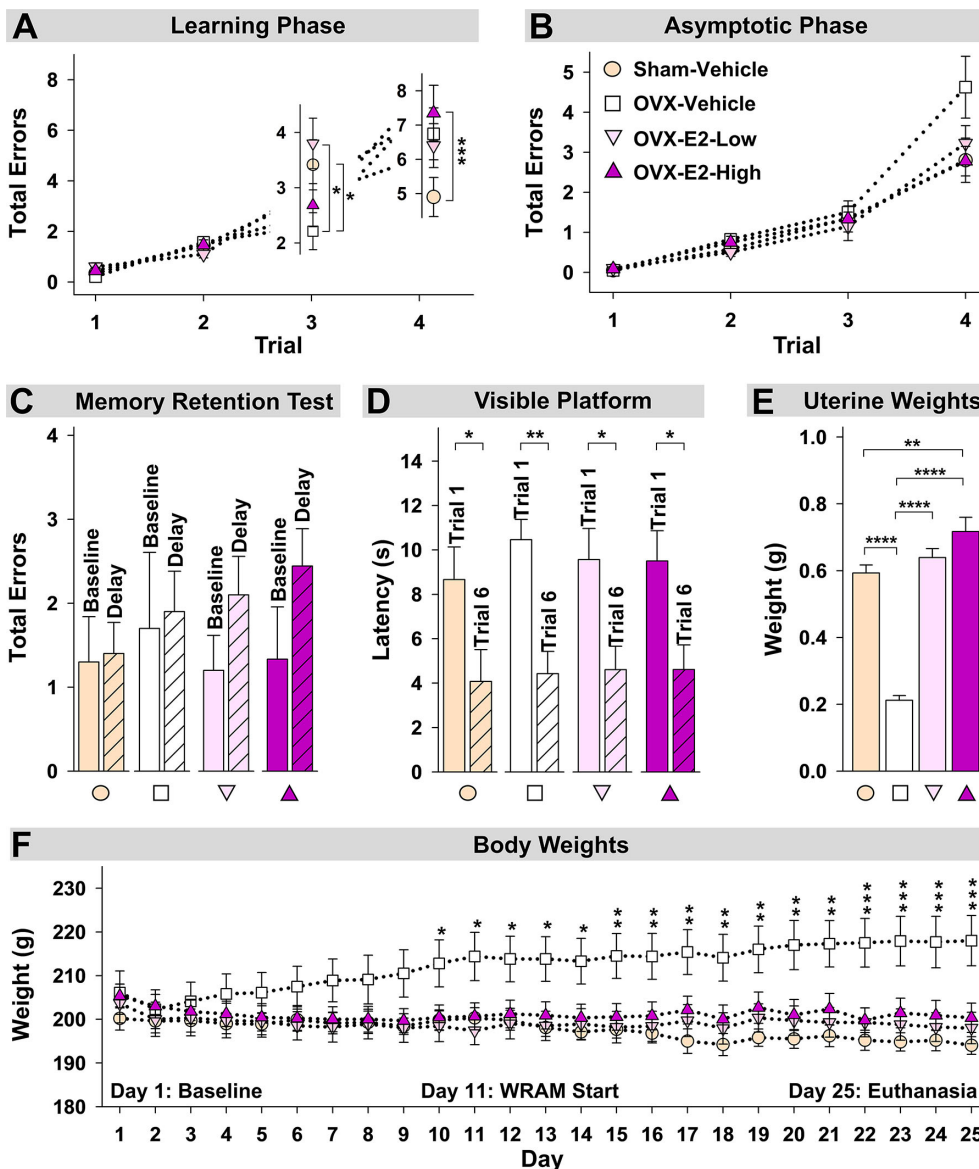 A Learning Phase
Total Errors
8
6
4
2
0
4
3
2
*
*
8
7
6
5
***
1 2 3 4
Trial
B Asymptotic Phase
Total Errors
5
4
3
2
1
0
Sham-Vehicle
OVX-Vehicle
OVX-E2-Low
OVX-E2-High
1 2 3 4
Trial
C Memory Retention Test
Total Errors
4
3
2
1
0
Baseline
Delay
Baseline
Delay
Baseline
Delay
Baseline
Delay
D Visible Platform
Latency (s)
14
12
10
8
6
4
2
0
* ** * *
Trial 1
Trial 6
Trial 1
Trial 6
Trial 1
Trial 6
Trial 1
Trial 6
E Uterine Weights
Weight (g)
1.0
0.8
0.6
0.4
0.2
0.0
**
****
****
****
F Body Weights
Weight (g)
230
220
210
200
190
180
* * * * * ** ** ** ** ** ** ** *** *** *** ***
Day 1: Baseline Day 11: WRAM Start Day 25: Euthanasia
1 2 3 4 5 6 7 8 9 10 11 12 13 14 15 16 17 18 19 20 21 22 23 24 25
Day